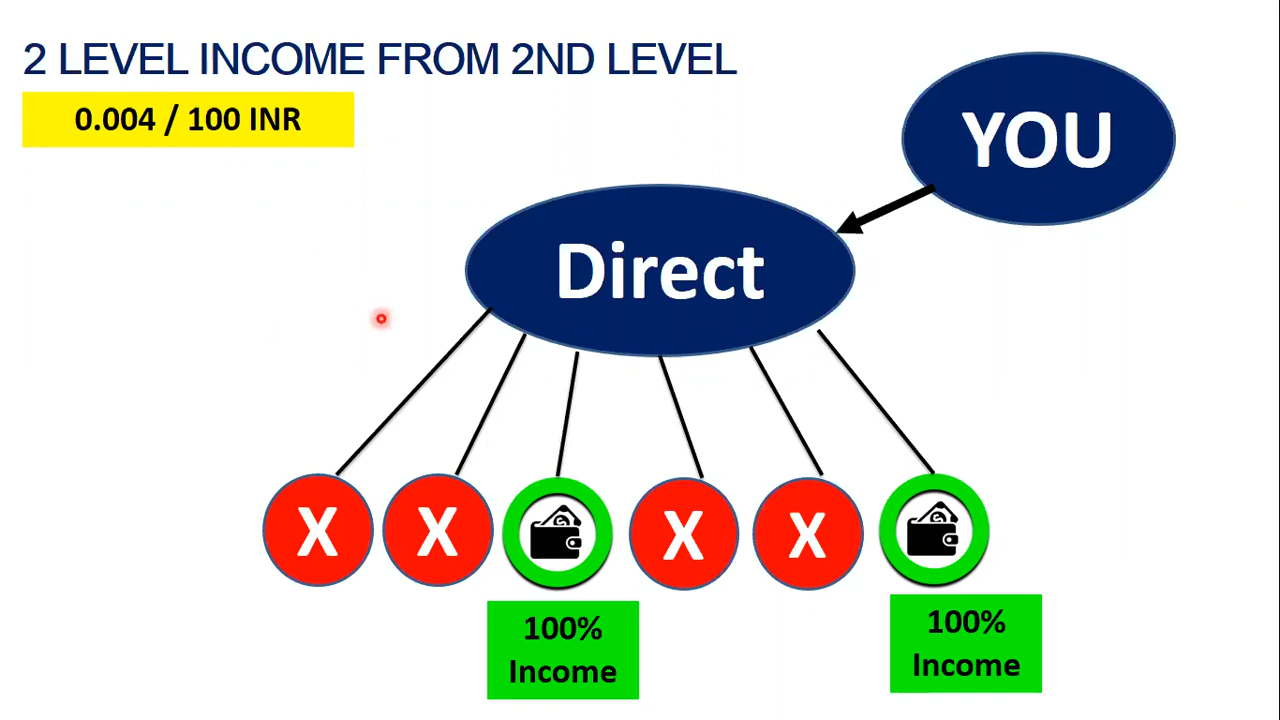 2 LEVEL INCOME FROM 2ND LEVEL
0.004 / 100 INR
YOU
Direct
X X X X
100%
Income
100%
Income